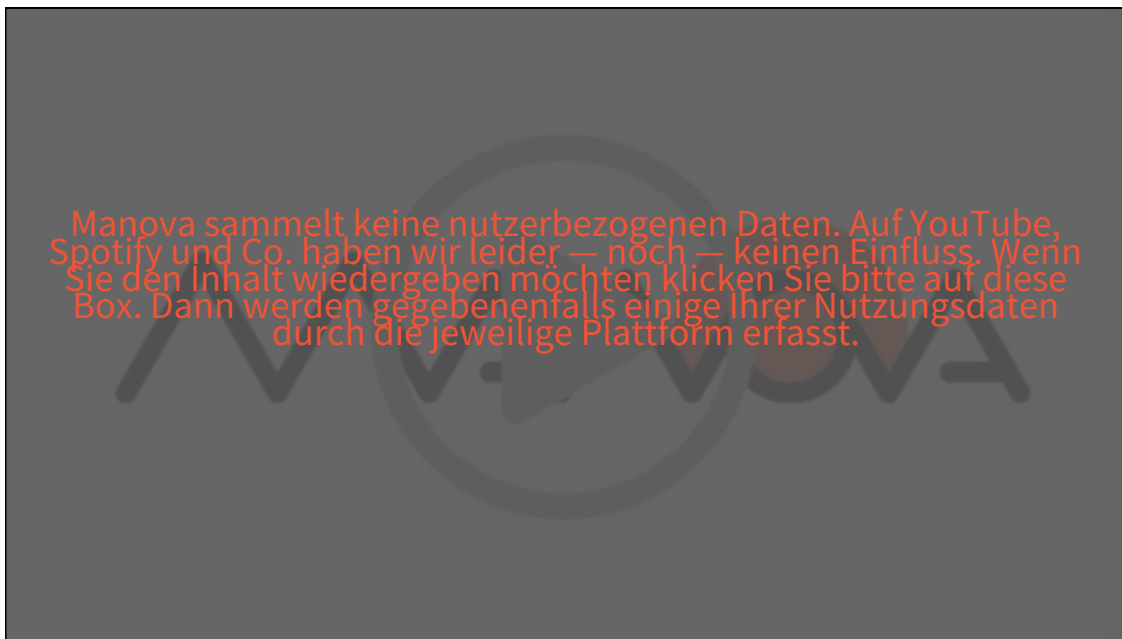 Manova sammelt keine nutzerbezogenen Daten. Auf YouTube,
Spotify und Co. haben wir leider — noch — keinen Einfluss. Wenn
Sie den Inhalt wiedergeben möchten klicken Sie bitte auf diese
Box. Dann werden gegebenenfalls einige Ihrer Nutzungsdaten
durch die jeweilige Plattform erfasst.
MANOVA